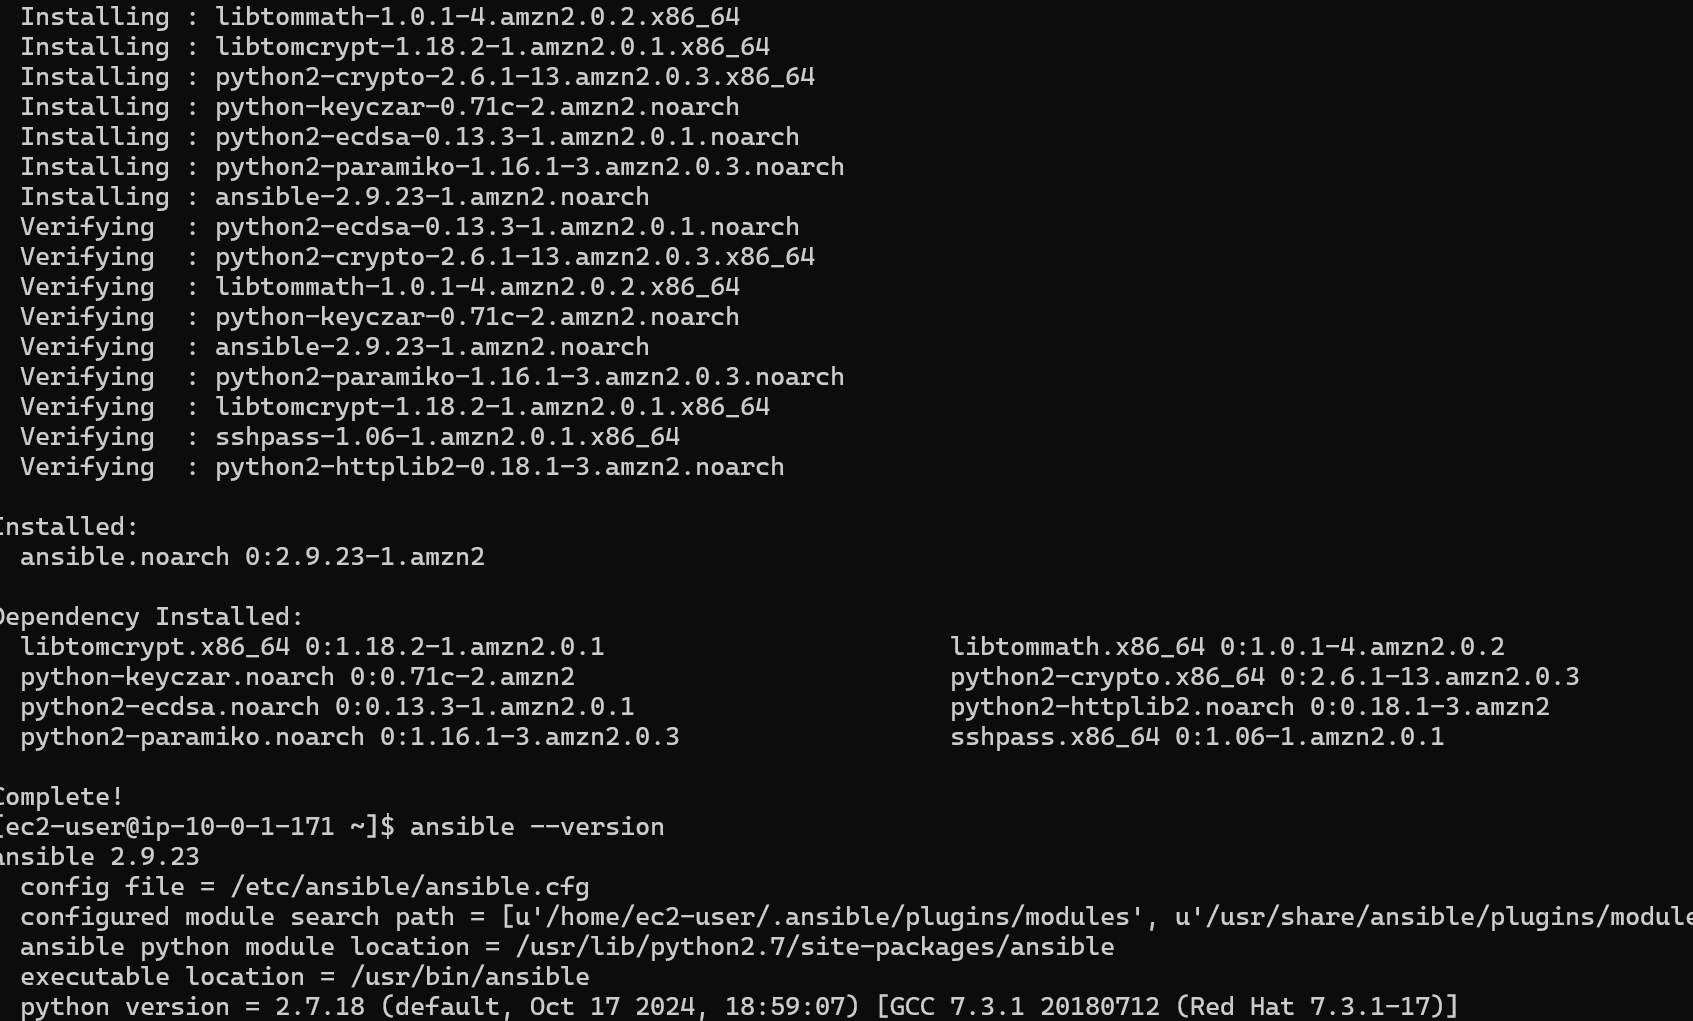 Installing : libtommath-1.0.1-4.amzn2.0.2.x86_64
Installing : libtomcrypt-1.18.2-1.amzn2.0.1.x86_64
Installing : python2-crypto-2.6.1-13.amzn2.0.3.x86_64
Installing : python-keyczar-0.71c-2.amzn2.noarch
Installing : python2-ecdsa-0.13.3-1.amzn2.0.1.noarch
Installing : python2-paramiko-1.16.1-3.amzn2.0.3.noarch
Installing : ansible-2.9.23-1.amzn2.noarch
Verifying  : python2-ecdsa-0.13.3-1.amzn2.0.1.noarch
Verifying  : python2-crypto-2.6.1-13.amzn2.0.3.x86_64
Verifying  : libtommath-1.0.1-4.amzn2.0.2.x86_64
Verifying  : python-keyczar-0.71c-2.amzn2.noarch
Verifying  : ansible-2.9.23-1.amzn2.noarch
Verifying  : python2-paramiko-1.16.1-3.amzn2.0.3.noarch
Verifying  : libtomcrypt-1.18.2-1.amzn2.0.1.x86_64
Verifying  : sshpass-1.06-1.amzn2.0.1.x86_64
Verifying  : python2-httplib2-0.18.1-3.amzn2.noarch
Installed:
ansible.noarch 0:2.9.23-1.amzn2
Dependency Installed:
libtomcrypt.x86_64 0:1.18.2-1.amzn2.0.1 libtommath.x86_64 0:1.0.1-4.amzn2.0.2
python-keyczar.noarch 0:0.71c-2.amzn2 python2-crypto.x86_64 0:2.6.1-13.amzn2.0.3
python2-ecdsa.noarch 0:0.13.3-1.amzn2.0.1 python2-httplib2.noarch 0:0.18.1-3.amzn2
python2-paramiko.noarch 0:1.16.1-3.amzn2.0.3 sshpass.x86_64 0:1.06-1.amzn2.0.1
Complete!
[ec2-user@ip-10-0-1-171 ~]$ ansible --version
ansible 2.9.23
config file = /etc/ansible/ansible.cfg
configured module search path = [u'/home/ec2-user/.ansible/plugins/modules', u'/usr/share/ansible/plugins/module
ansible python module location = /usr/lib/python2.7/site-packages/ansible
executable location = /usr/bin/ansible
python version = 2.7.18 (default, Oct 17 2024, 18:59:07) [GCC 7.3.1 20180712 (Red Hat 7.3.1-17)]